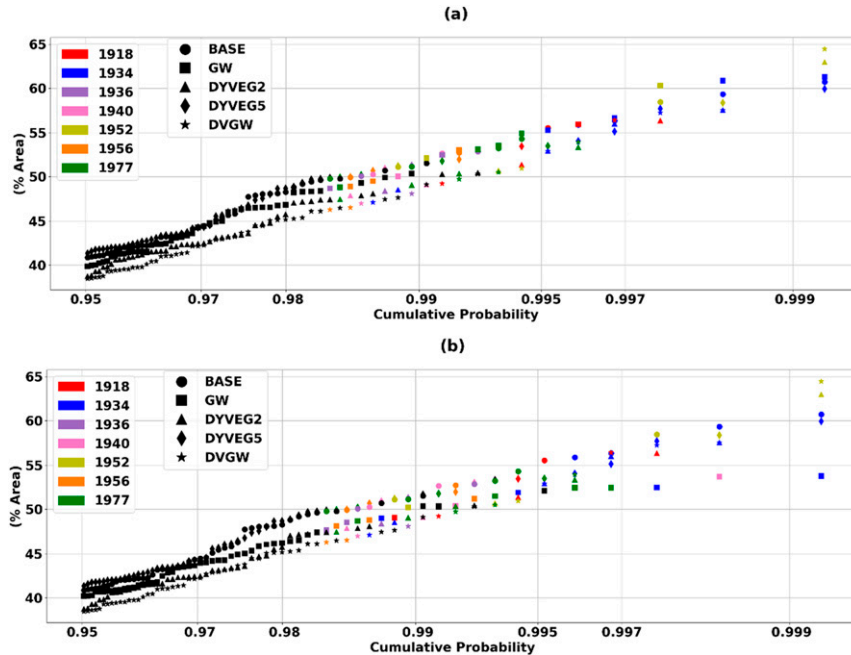 (a)
(% Area)
65
60
55
50
45
40
1918
1934
1936
1940
1952
1956
1977
BASE
GW
DYVEG2
DYVEG5
DVGW
0.95 0.97 0.98 0.99 0.995 0.997 0.999
Cumulative Probability
(b)
(% Area)
65
60
55
50
45
40
1918
1934
1936
1940
1952
1956
1977
BASE
GW
DYVEG2
DYVEG5
DVGW
0.95 0.97 0.98 0.99 0.995 0.997 0.999
Cumulative Probability